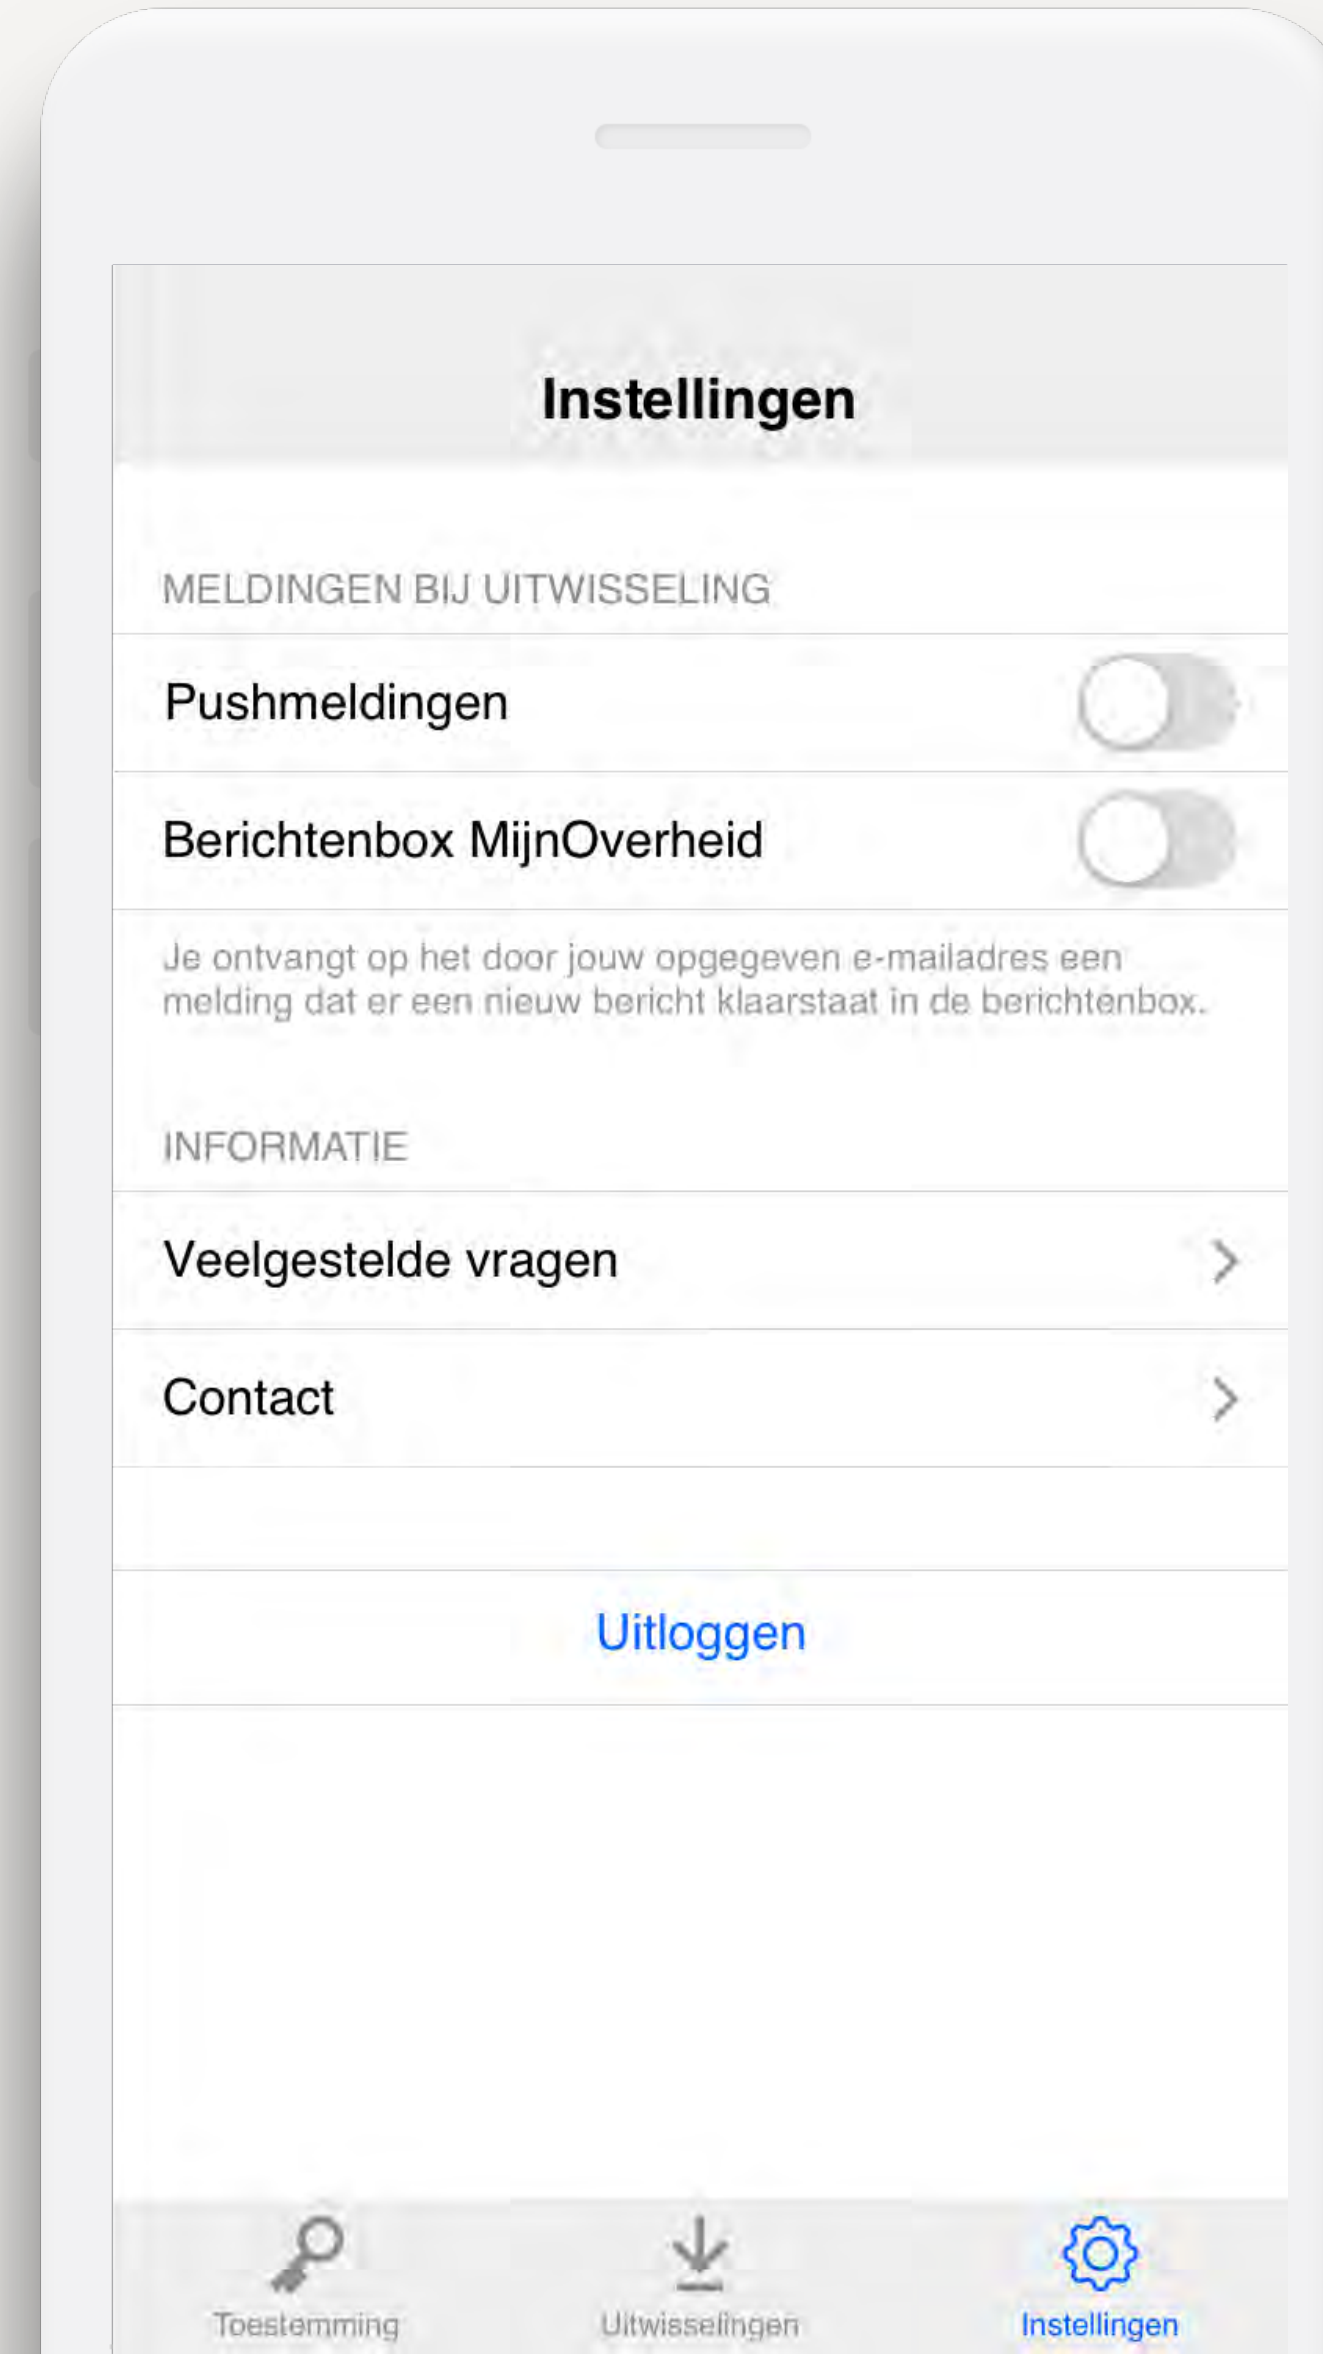 Instellingen
MELDINGEN BIJ UITWISSELING
Pushmeldingen
Berichtenbox MijnOverheid
Je ontvangt op het door jouw opgegeven e-mailadres een
melding dat er een nieuw bericht klaarstaat in de berichtenbox.
INFORMATIE
Veelgestelde vragen
Contact
Uitloggen
Toestemming
Uitwisselingen
Instellingen